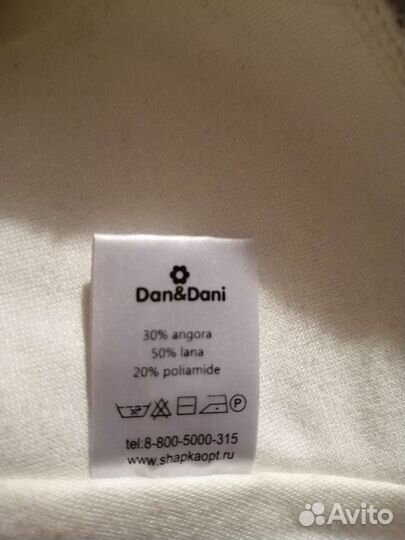 Dan&Dani
30% angora
50% lana
20% poliamide
P
tel:8-800-5000-315
www.shapkaopt.ru
Avito